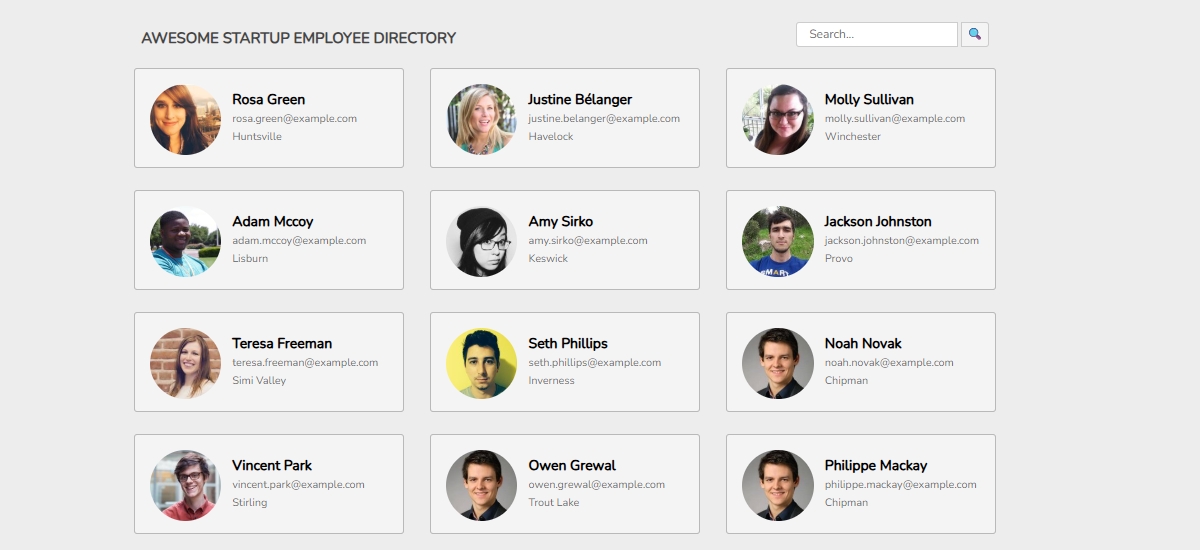 AWESOME STARTUP EMPLOYEE DIRECTORY
Search...
Rosa Green
rosa.green@example.com
Huntsville
Justine Bélanger
justine.belanger@example.com
Havelock
Molly Sullivan
molly.sullivan@example.com
Winchester
Adam Mccoy
adam.mccoy@example.com
Lisburn
Amy Sirko
amy.sirko@example.com
Keswick
Jackson Johnston
jackson.johnston@example.com
Provo
Teresa Freeman
teresa.freeman@example.com
Simi Valley
Seth Phillips
seth.phillips@example.com
Inverness
Noah Novak
noah.novak@example.com
Chipman
Vincent Park
vincent.park@example.com
Stirling
Owen Grewal
owen.grewal@example.com
Trout Lake
Philippe Mackay
philippe.mackay@example.com
Chipman